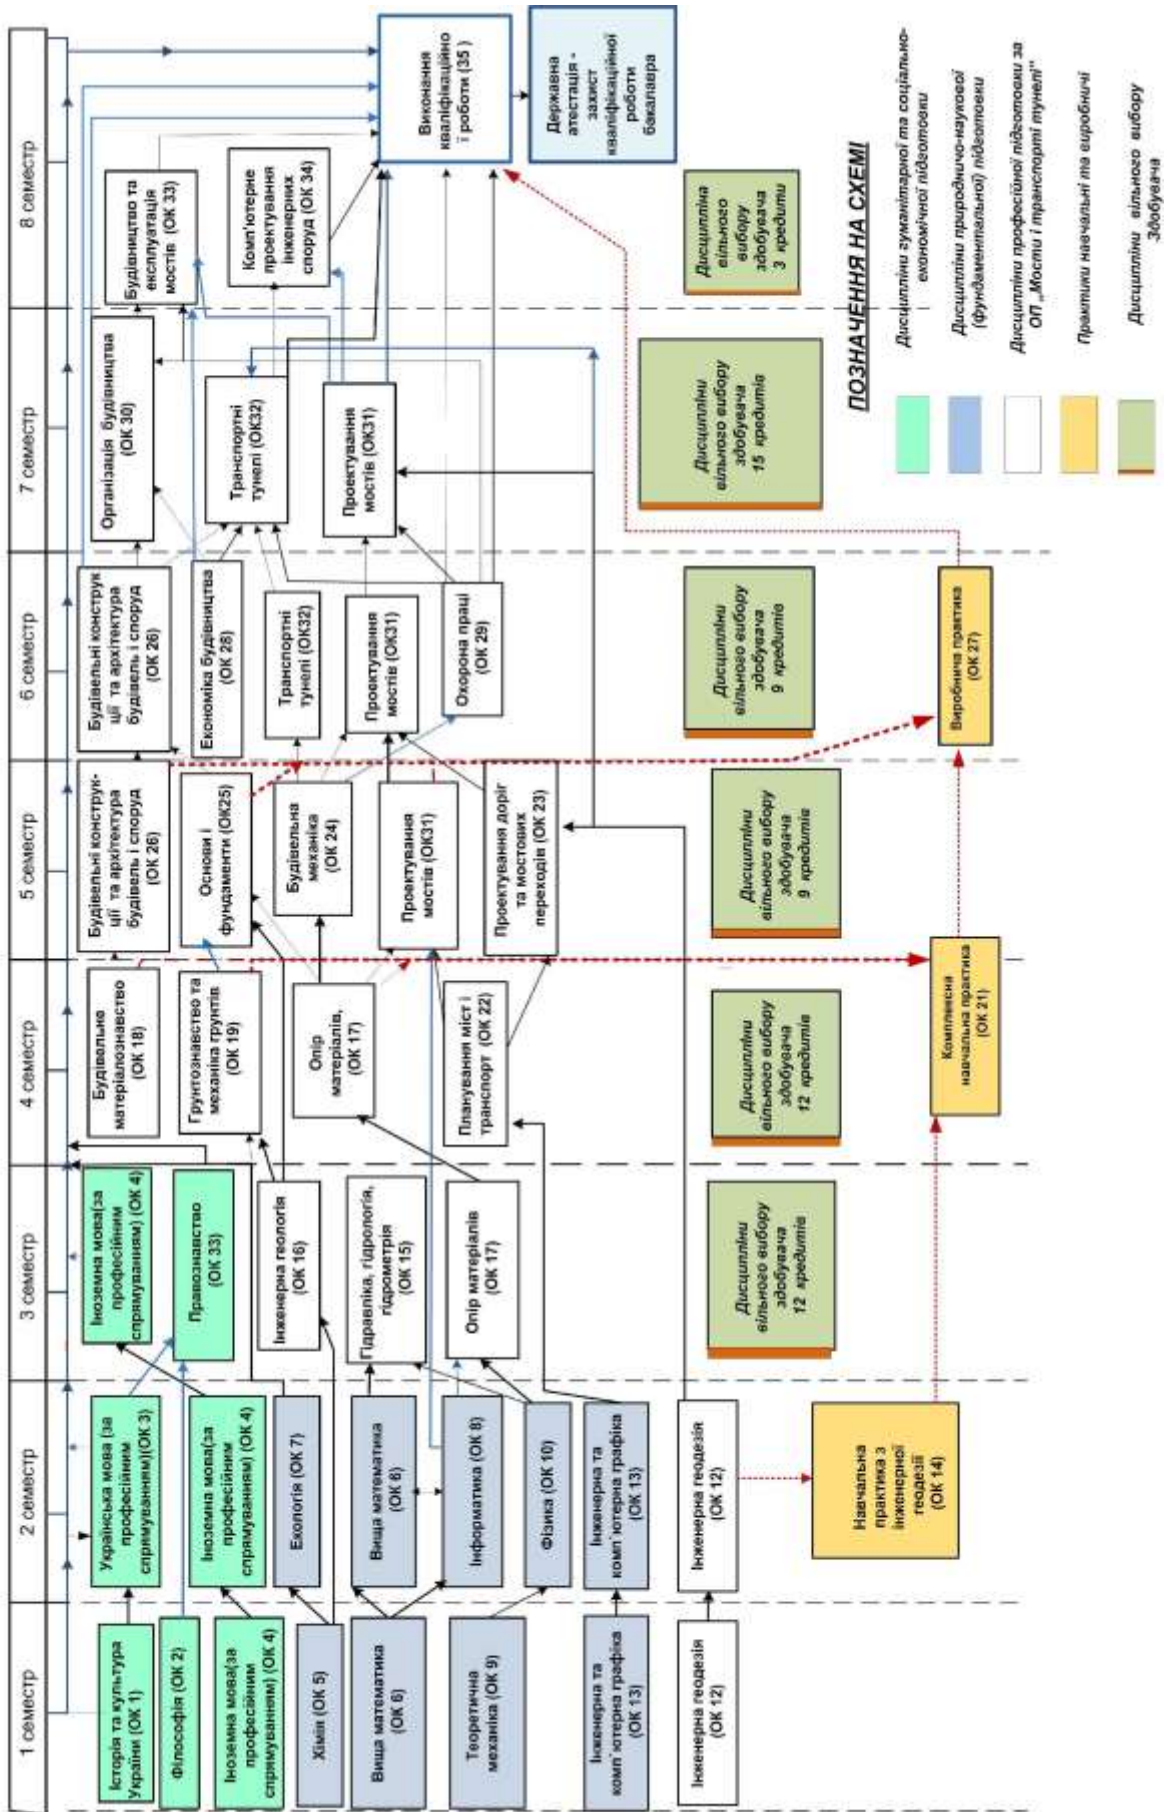 1 семестр
2 семестр
3 семестр
4 семестр
5 семестр
6 семестр
7 семестр
8 семестр
Історія та культура
України (ОК 1)
Філософія (ОК 2)
Іноземна мова(за
професійним
спрямуванням) (ОК 4)
Хімія (ОК 5)
Вища математика
(ОК 6)
Теоретична
механіка (ОК 9)
Інженерна та
комп`ютерна графіка
(ОК 13)
Інженерна геодезія
(ОК 12)
Українська мова (за
професійним
спрямуванням)(ОК 3)
Іноземна мова(за
професійним
спрямуванням) (ОК 4)
Екологія (ОК 7)
Вища математика
(ОК 6)
Інформатика (ОК 8)
Фізика (ОК 10)
Інженерна та
комп`ютерна графіка
(ОК 13)
Інженерна геодезія
(ОК 12)
Навчальна
практика з
інженерної
геодезії
(ОК 14)
Іноземна мова(за
професійним
спрямуванням) (ОК 4)
Правознавство
(ОК 33)
Інженерна геологія
(ОК 16)
Гідравліка, гідрологія,
гідрометрія
(ОК 15)
Опір матеріалів
(ОК 17)
Дисципліни
вільного вибору
здобувача
12 кредитів
Будівельне
матеріалознавство
(ОК 18)
Грунтознавство та
механіка грунтів
(ОК 19)
Опір
матеріалів,
(ОК 17)
Планування міст і
транспорт (ОК 22)
Дисципліни
вільного вибору
здобувача
12 кредитів
Комплексна
навчальна практика
(ОК 21)
Будівельні конструк-
ції та архітектура
будівель і споруд
(ОК 26)
Основи і
фундаменти (ОК25)
Будівельна
механіка
(ОК 24)
Проектування
мостів (ОК31)
Проектування доріг
та мостових
переходів (ОК 23)
Дисципліни
вільного вибору
здобувача
9 кредитів
Будівельні конструк
ції та архітектура
будівель і споруд
(ОК 26)
Економіка будівництва
(ОК 28)
Транспортні
тунелі (ОК32)
Проектування
мостів (ОК31)
Охорона праці
(ОК 29)
Дисципліни
вільного вибору
здобувача
9 кредитів
Виробнича практика
(ОК 27)
Організація будівництва
(ОК 30)
Транспортні
тунелі (ОК32)
Проектування
мостів (ОК31)
Дисципліни
вільного вибору
здобувача
15 кредитів
Будівництво та
експлуатація
мостів (ОК 33)
Комп'ютерне
проектування
інженерних
споруд (ОК 34)
Дисципліна
вільного
вибору
здобувача
3 кредити
Виконання
кваліфікаційно
ї роботи (35 )
Державна
атестація -
захист
кваліфікаційної
роботи
бакалавра
ПОЗНАЧЕННЯ НА СХЕМІ
Дисципліни гуманітарної та соціально-
економічної підготовки
Дисципліни природничо-наукової
(фундаментальної) підготовки
Дисципліни професійної підготовки за
ОП „Мости і транспорті тунелі"
Практики навчальні та виробничі
Дисципліни вільного вибору
Здобувача